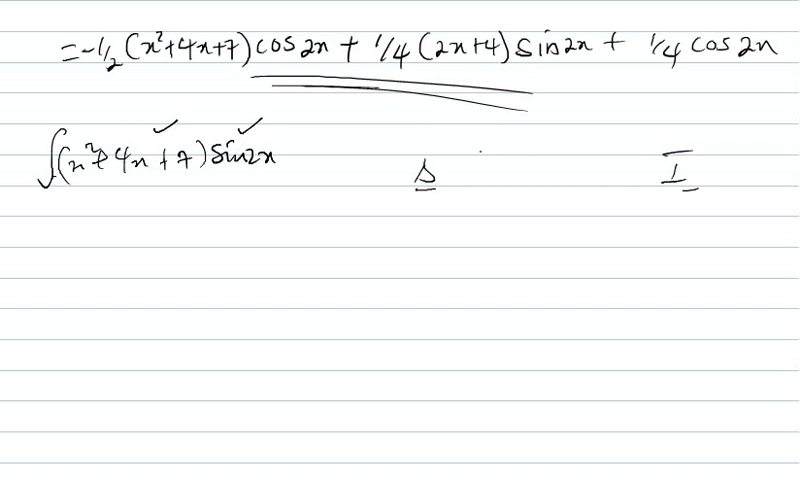 = -1/2 (x²+4x+7) cos 2x + 1/4 (2x+4) sin 2x + 1/4 cos 2x
∫(x²+4x+7) sin 2x
D I